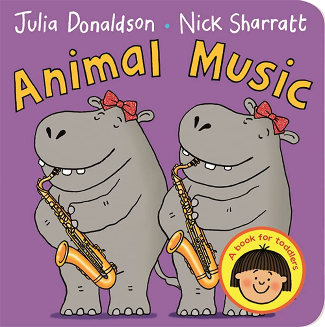 Julia Donaldson • Nick Sharratt
Animal Music
A book for toddlers